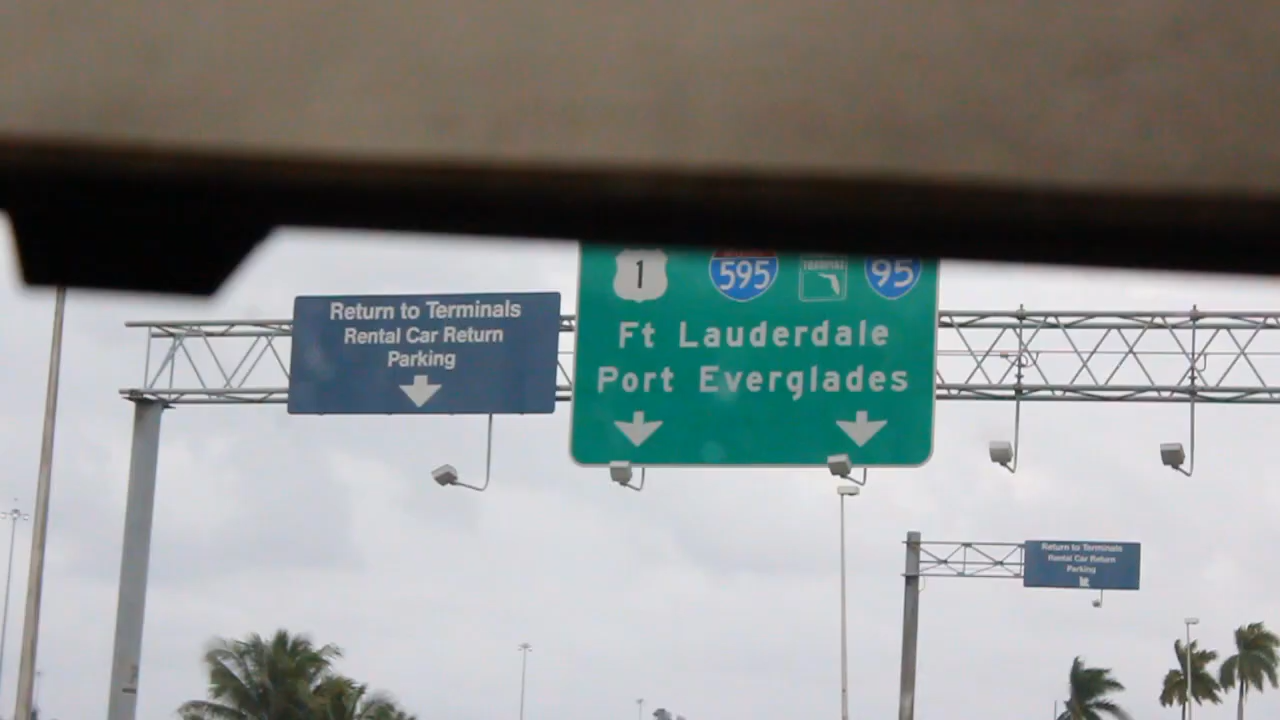 Return to Terminals
Rental Car Return
Parking
1 595 95
Ft Lauderdale
Port Everglades
Return to Terminals
Rental Car Return
Parking